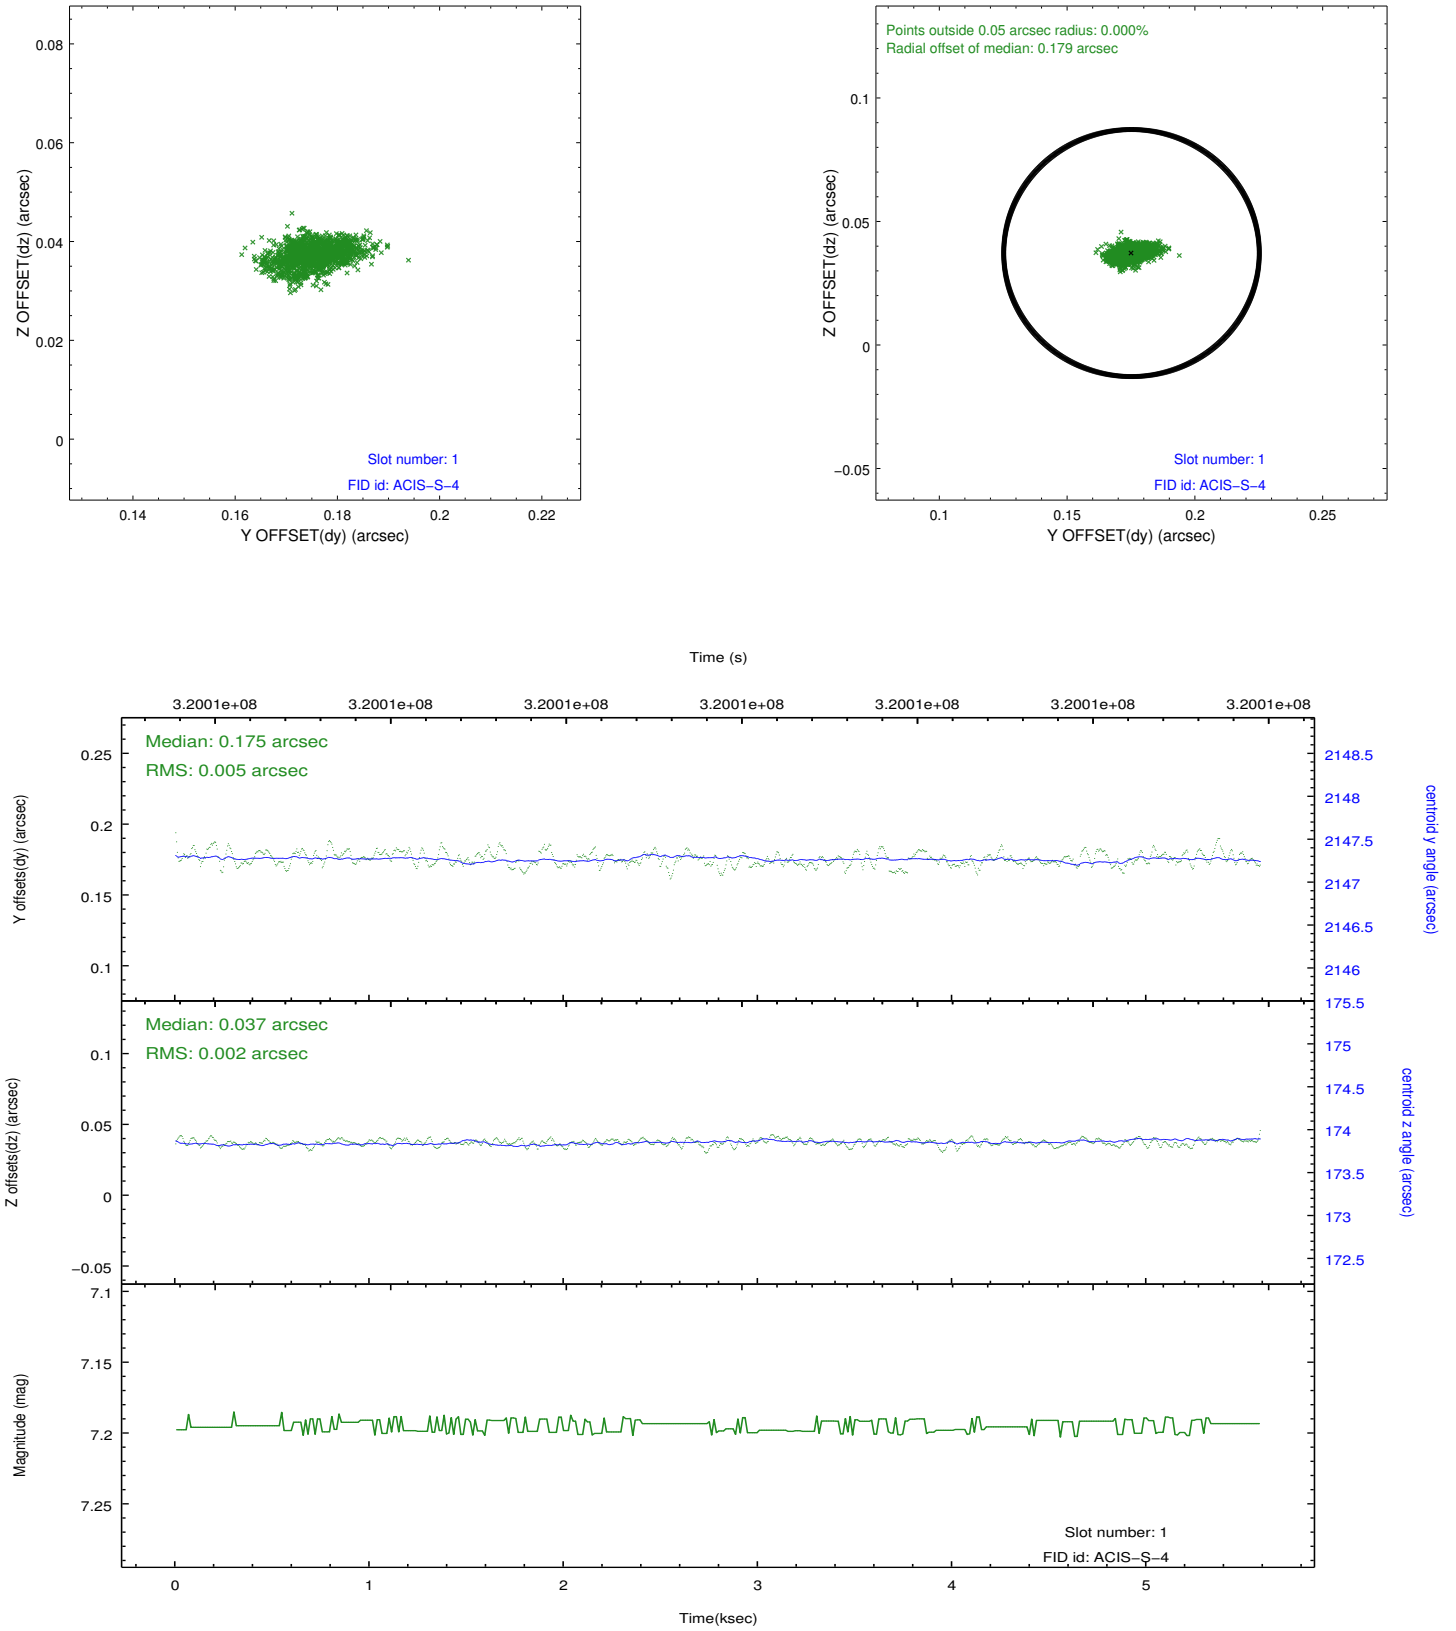 0.08
0.06
0.04
0.02
0
Z OFFSET(dz) (arcsec)
Slot number: 1
FID id: ACIS−S−4
0.14 0.16 0.18 0.2 0.22
Y OFFSET(dy) (arcsec)
Points outside 0.05 arcsec radius: 0.000%
Radial offset of median: 0.179 arcsec
0.1
0.05
0
−0.05
Z OFFSET(dz) (arcsec)
Slot number: 1
FID id: ACIS−S−4
0.1 0.15 0.2 0.25
Y OFFSET(dy) (arcsec)
Time (s)
3.2001e+08 3.2001e+08 3.2001e+08 3.2001e+08 3.2001e+08 3.2001e+08 3.2001e+08
Median: 0.175 arcsec
RMS: 0.005 arcsec
0.25
0.2
0.15
0.1
Y offsets(dy) (arcsec)
2148.5
2148
2147.5
2147
2146.5
2146
centroid y angle (arcsec)
Median: 0.037 arcsec
RMS: 0.002 arcsec
0.1
0.05
0
−0.05
Z offsets(dz) (arcsec)
175.5
175
174.5
174
173.5
173
172.5
centroid z angle (arcsec)
7.1
7.15
7.2
7.25
Magnitude (mag)
Slot number: 1
FID id: ACIS−S−4
0 1 2 3 4 5
Time(ksec)